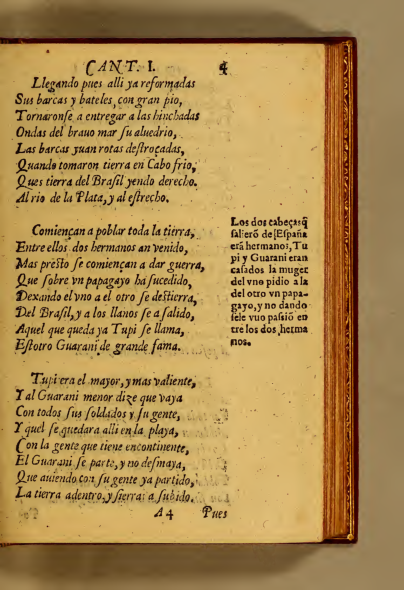 CANT. I. 4
Llegando pues alli ya reformadas
Sus barcas y bateles, con gran pio,
Tornaronse a entregar a las hinchadas
Ondas del brauo mar su aluedrio,
Las barcas yuan rotas destroçadas,
Quando tomaron tierra en Cabo frio,
Ques tierra del Brasil yendo derecho.
Al rio de la Plata, y al estrecho.
Comiençan a poblar toda la tierra,
Entre ellos dos hermanos an venido,
Mas presto se comiençan a dar guerra,
Que sobre vn papagayo ha sucedido,
Dexando el vno a el otro se destierra,
Del Brasil, y a los llanos se a salido,
Aquel que queda ya Tupi se llama,
Estotro Guarani de grande fama.
Tupi era el mayor, y mas valiente,
Y al Guarani menor dize que vaya
Con todos sus soldados y su gente,
Y quel se quedara alli en la playa,
Con la gente que tiene encontinente,
El Guarani se parte, y no desmaya,
Que auiendo con su gente ya partido,
La tierra adentro, y sierras a subido.
Los dos cabeças q̃
saliero͂ de España
erã hermanos, Tu
pi y Guarani eran
casados la muger
del vno pidio a la
del otro vn papa-
gayo, y no dando
sele vuo passiõ en
tre los dos herma
nos.
A 4 Pues